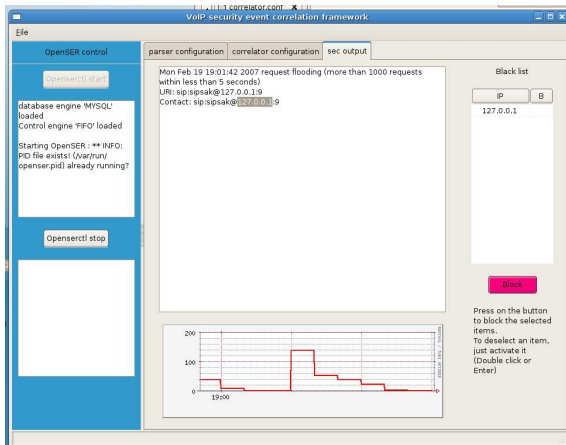 correlator.conf X
VoIP security event correlation framework
File
OpenSER control
parser configuration
correlator configuration
sec output
Openserctl start
database engine 'MYSQL'
loaded
Control engine 'FIFO' loaded
Starting OpenSER : ** INFO:
PID file exists! (/var/run/
openser.pid) already running?
Openserctl stop
Mon Feb 19 19:01:42 2007 request flooding (more than 1000 requests
within less than 5 seconds)
URI: sip:sipsak@127.0.0.1:9
Contact: sip:sipsak@127.0.0.1:9
Black list
IP
B
127.0.0.1
Block
Press on the button
to block the selected
items.
To deselect an item,
just activate it
(Double click or
Enter)
200
100
0
19:00